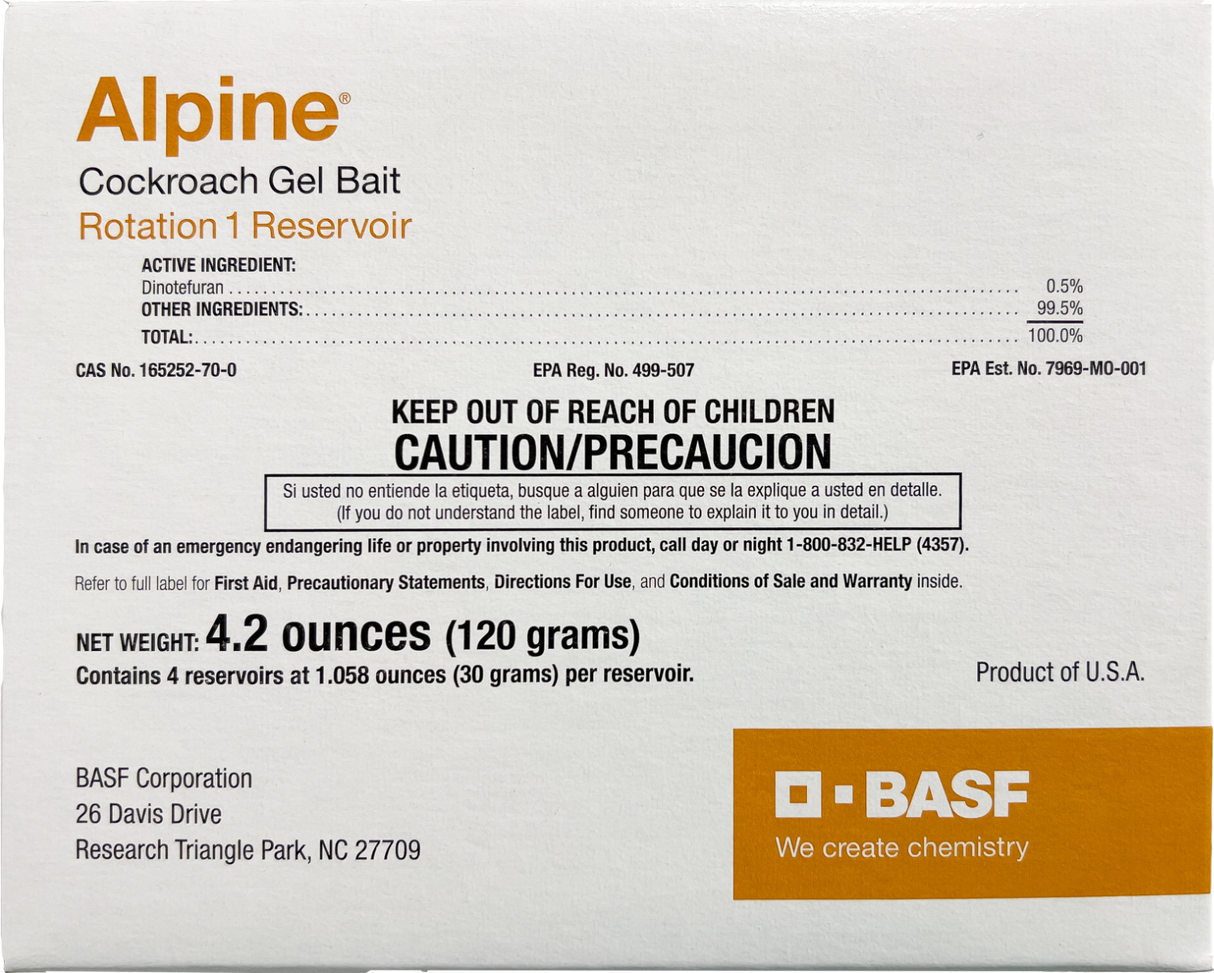 Alpine®
Cockroach Gel Bait
Rotation 1 Reservoir
ACTIVE INGREDIENT:
Dinotefuran ........................................................................ 0.5%
OTHER INGREDIENTS: ........................................................................ 99.5%
TOTAL: ........................................................................ 100.0%
CAS No. 165252-70-0 EPA Reg. No. 499-507 EPA Est. No. 7969-MO-001
KEEP OUT OF REACH OF CHILDREN
CAUTION/PRECAUCION
Si usted no entiende la etiqueta, busque a alguien para que se la explique a usted en detalle.
(If you do not understand the label, find someone to explain it to you in detail.)
In case of an emergency endangering life or property involving this product, call day or night 1-800-832-HELP (4357).
Refer to full label for First Aid, Precautionary Statements, Directions For Use, and Conditions of Sale and Warranty inside.
NET WEIGHT: 4.2 ounces (120 grams)
Contains 4 reservoirs at 1.058 ounces (30 grams) per reservoir.
Product of U.S.A.
BASF Corporation
26 Davis Drive
Research Triangle Park, NC 27709
BASF
We create chemistry